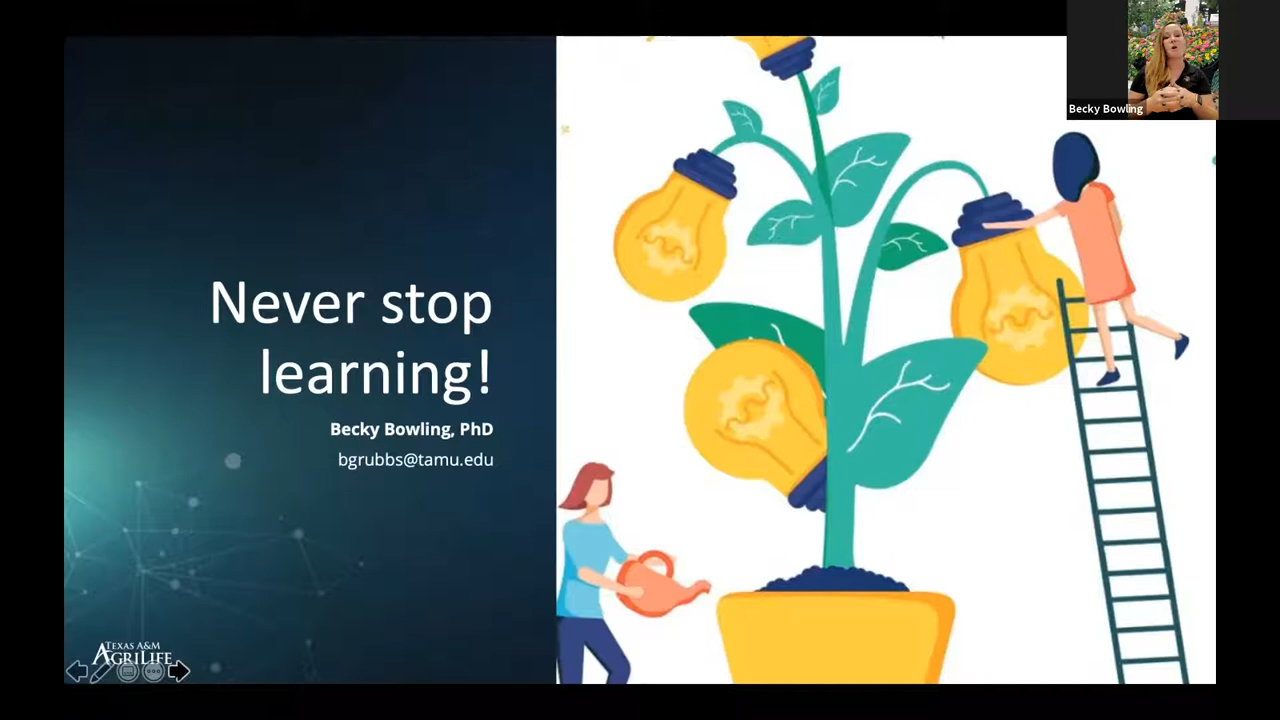 Becky Bowling
Never stop
learning!
Becky Bowling, PhD
bgrubbs@tamu.edu
TEXAS A&M
AGRILIFE